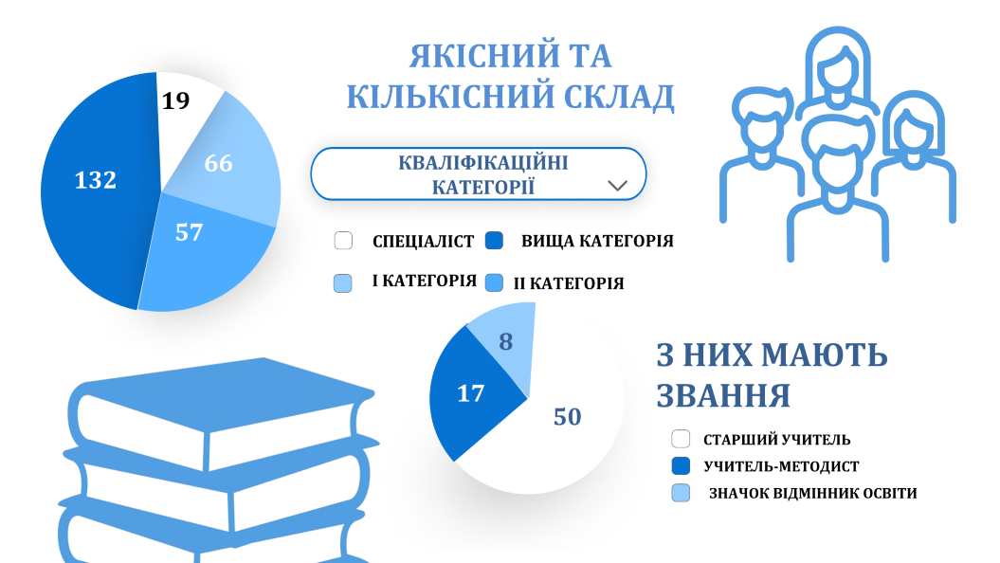 ЯКІСНИЙ ТА
КІЛЬКІСНИЙ СКЛАД
19
66
132
57
КВАЛІФІКАЦІЙНІ
КАТЕГОРІЇ
СПЕЦІАЛІСТ
ВИЩА КАТЕГОРІЯ
І КАТЕГОРІЯ
ІІ КАТЕГОРІЯ
8
17
50
З НИХ МАЮТЬ
ЗВАННЯ
СТАРШИЙ УЧИТЕЛЬ
УЧИТЕЛЬ-МЕТОДИСТ
ЗНАЧОК ВІДМІННИК ОСВІТИ